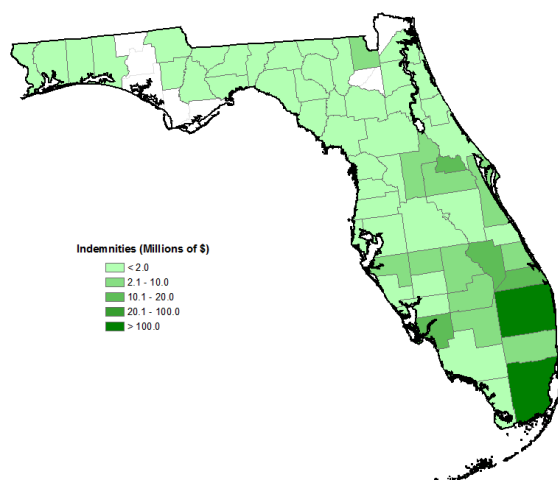 Indemnities (Millions of $)
< 2.0
2.1 - 10.0
10.1 - 20.0
20.1 - 100.0
> 100.0